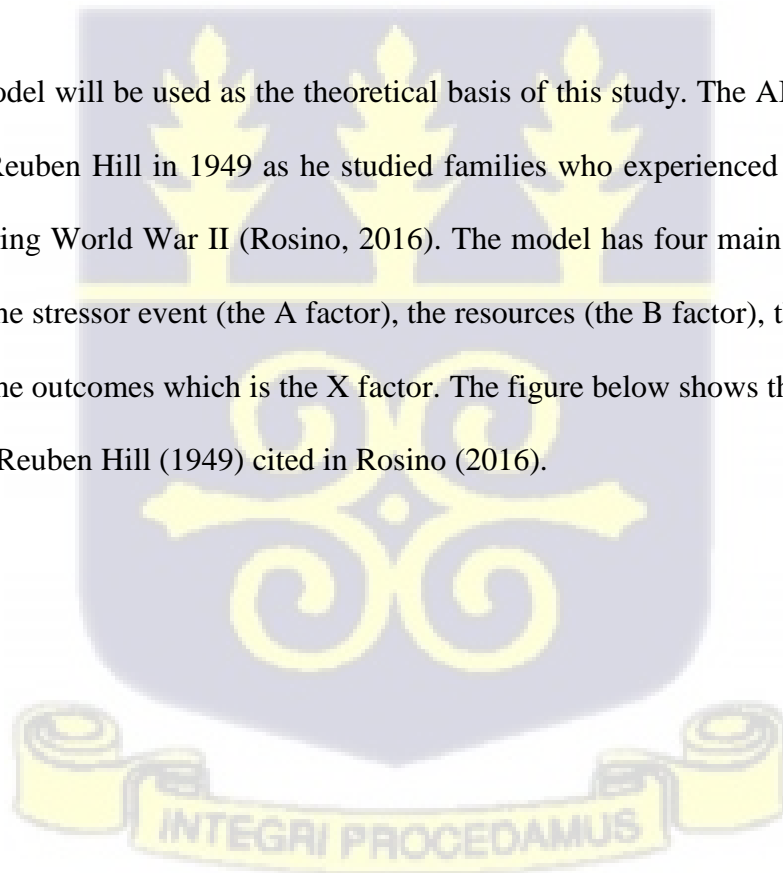 odel will be used as the theoretical basis of this study. The
Reuben Hill in 1949 as he studied families who experienced
ing World War II (Rosino, 2016). The model has four main
he stressor event (the A factor), the resources (the B factor),
he outcomes which is the X factor. The figure below shows
Reuben Hill (1949) cited in Rosino (2016).
INTEGRI PROCEDAMUS